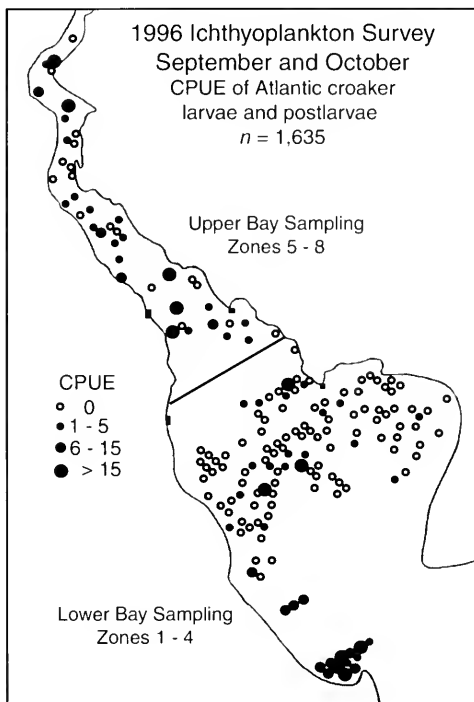 1996 Ichthyoplankton Survey
September and October
CPUE of Atlantic croaker
larvae and postlarvae
n = 1,635
Upper Bay Sampling
Zones 5 - 8
CPUE
0
1 - 5
6 - 15
> 15
Lower Bay Sampling
Zones 1 - 4